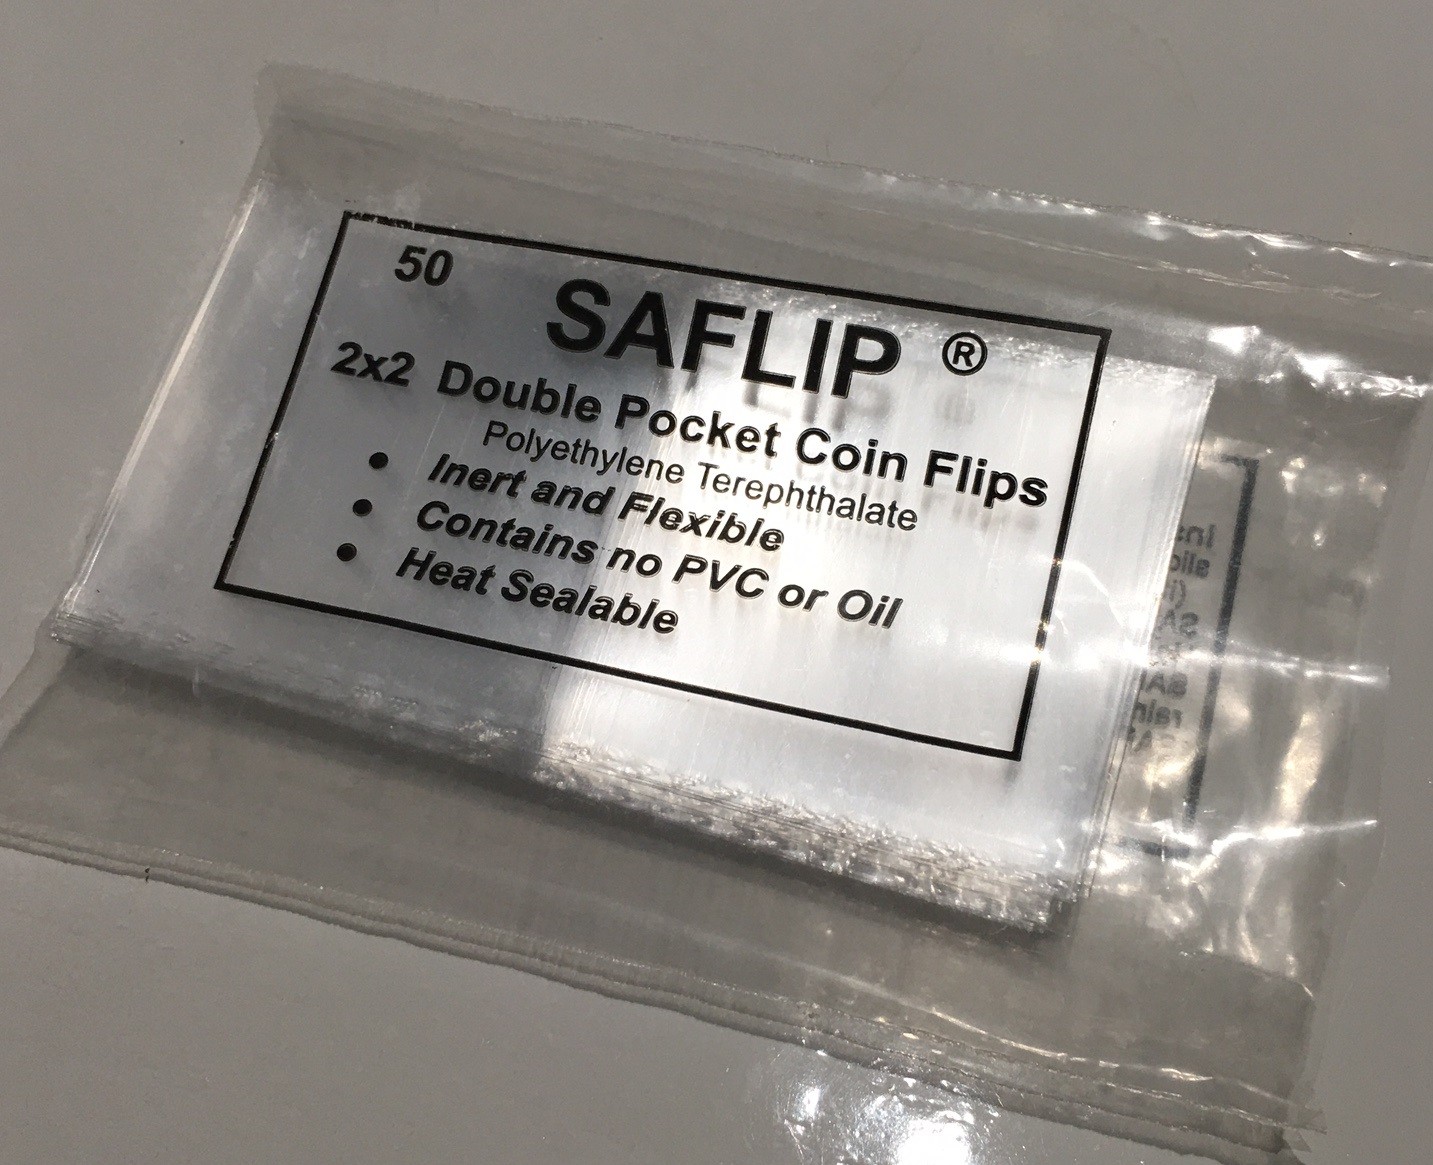 50
SAFLIP ®
2x2 Double Pocket Coin Flips
Polyethylene Terephthalate
• Inert and Flexible
• Contains no PVC or Oil
• Heat Sealable